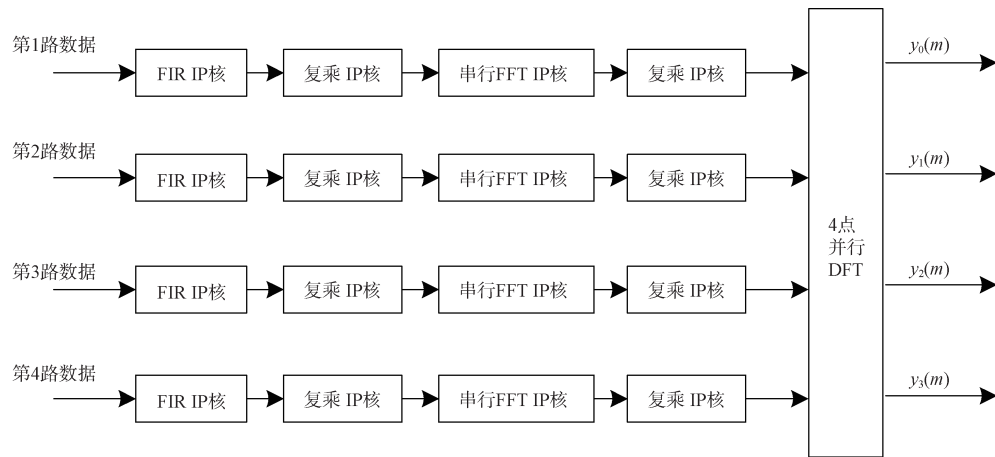 第1路数据
FIR IP核
复乘 IP核
串行FFT IP核
复乘 IP核
y₀(m)
第2路数据
FIR IP核
复乘 IP核
串行FFT IP核
复乘 IP核
y₁(m)
4点
并行
DFT
第3路数据
FIR IP核
复乘 IP核
串行FFT IP核
复乘 IP核
y₂(m)
第4路数据
FIR IP核
复乘 IP核
串行FFT IP核
复乘 IP核
y₃(m)